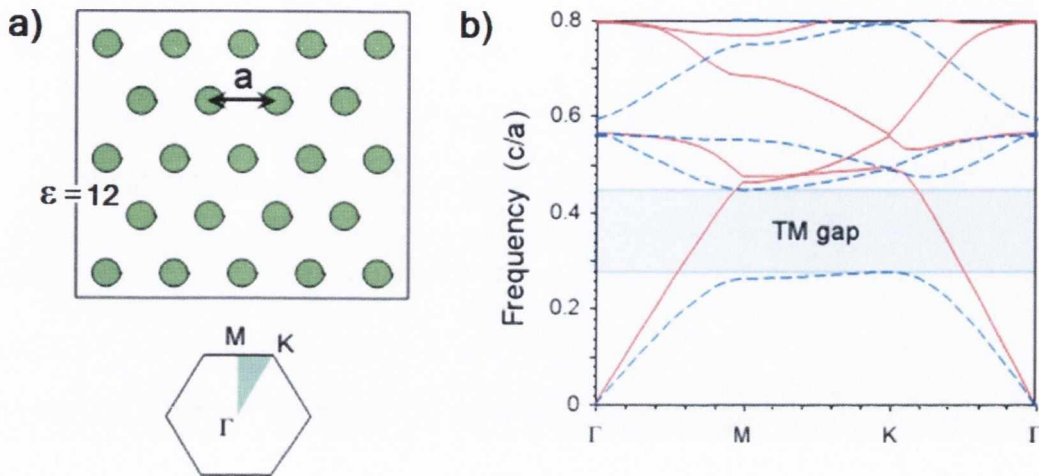 a)
a
ε = 12
M
K
Γ
b)
Frequency (c/a)
0.8
0.6
0.4
0.2
0
TM gap
Γ
M
K
Γ